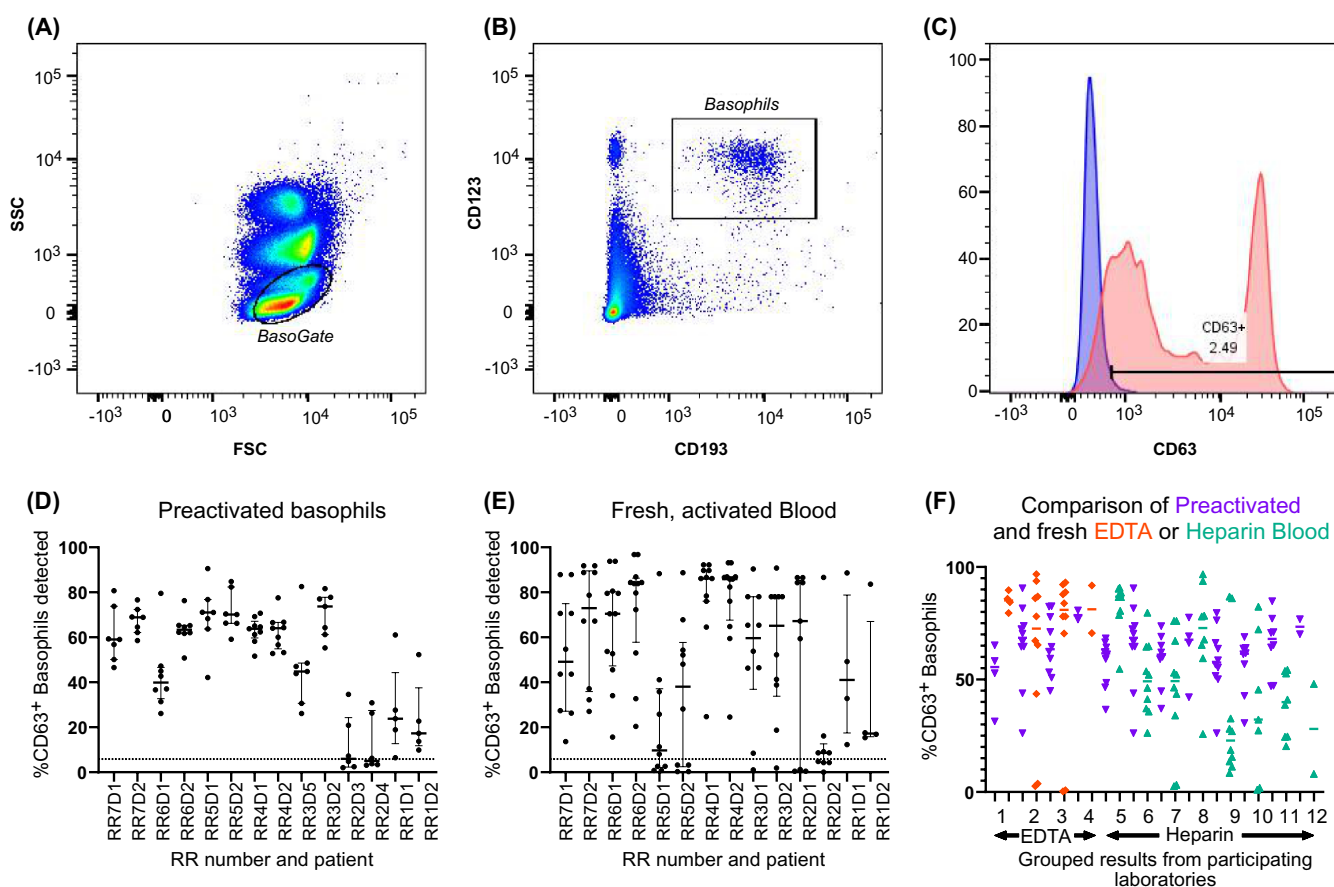 (A)
10⁵
10⁴
10³
0
-10³
SSC
BasoGate
-10³ 0 10³ 10⁴ 10⁵
FSC
(B)
10⁵
10⁴
10³
0
-10³
CD123
Basophils
-10³ 0 10³ 10⁴ 10⁵
CD193
(C)
100
80
60
40
20
0
CD63+
2.49
-10³ 0 10³ 10⁴ 10⁵
CD63
(D)
Preactivated basophils
%CD63⁺ Basophils detected
100
80
60
40
20
0
RR7D1
RR7D2
RR6D1
RR6D2
RR5D1
RR5D2
RR4D1
RR4D2
RR3D5
RR3D2
RR22D3
RR22D4
RR1D1
RR1D2
RR number and patient
(E)
Fresh, activated Blood
%CD63⁺ Basophils detected
100
80
60
40
20
0
RR7D1
RR7D2
RR6D1
RR6D2
RR5D1
RR5D2
RR4D1
RR4D2
RR3D1
RR3D2
RR22D1
RR22D2
RR1D1
RR1D2
RR number and patient
(F)
Comparison of Preactivated
and fresh EDTA or Heparin Blood
%CD63⁺ Basophils
100
50
0
1 2 3 4 5 6 7 8 9 10 11 12
EDTA Heparin
Grouped results from participating
laboratories